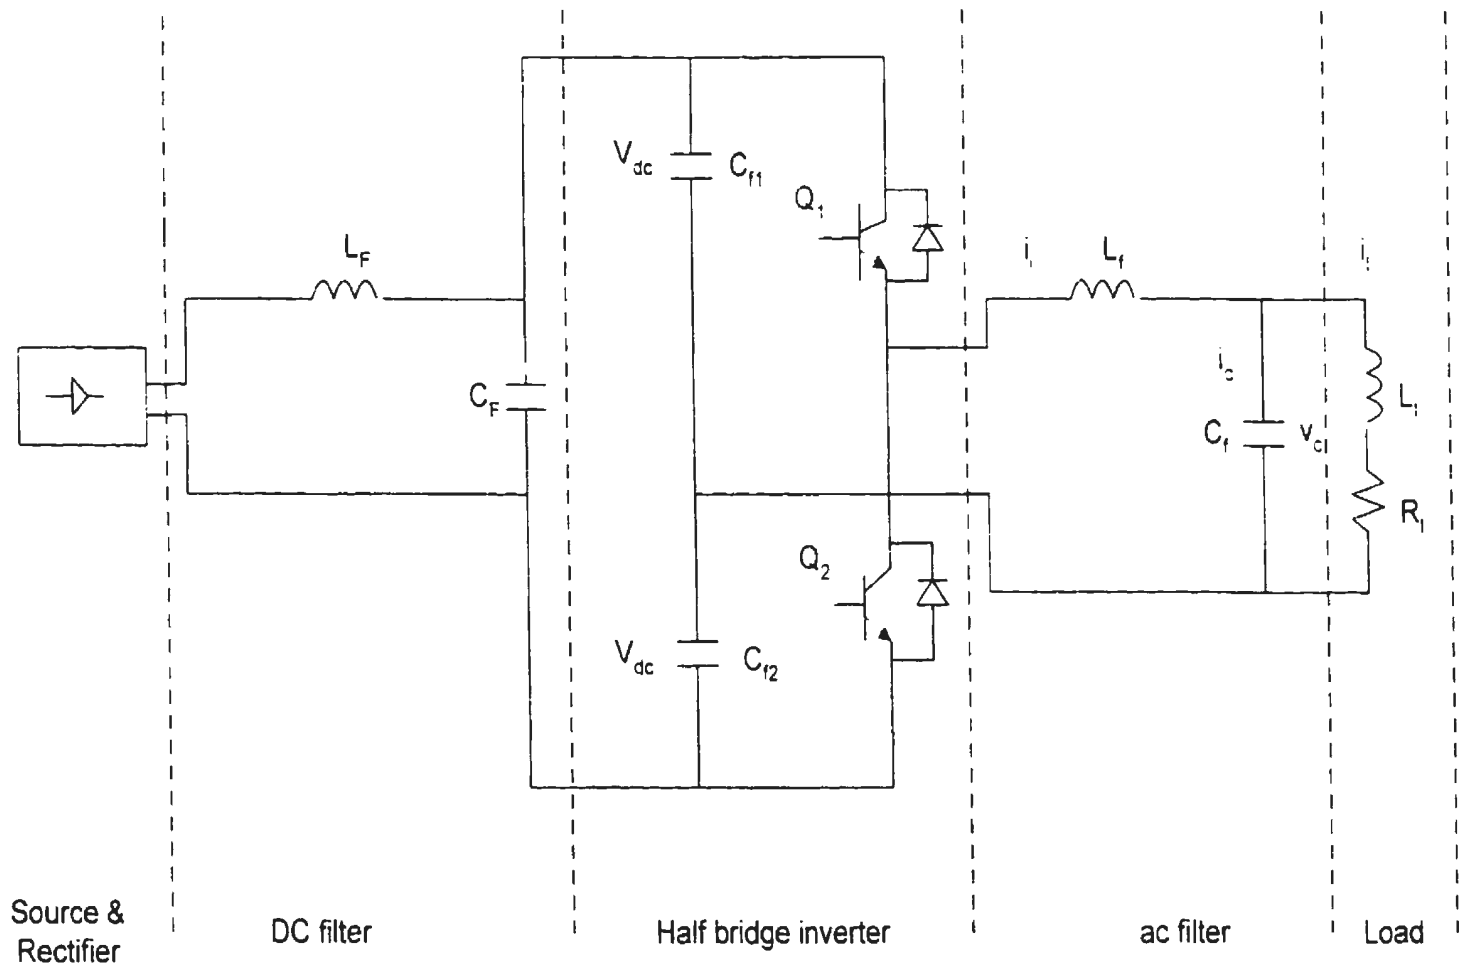 V_dc
C_f1
Q_1
L_F
i_i
L_f
i_l
C_F
i_c
C_f
v_c
L_l
R_l
Q_2
V_dc
C_f2
Source &
Rectifier
DC filter
Half bridge inverter
ac filter
Load